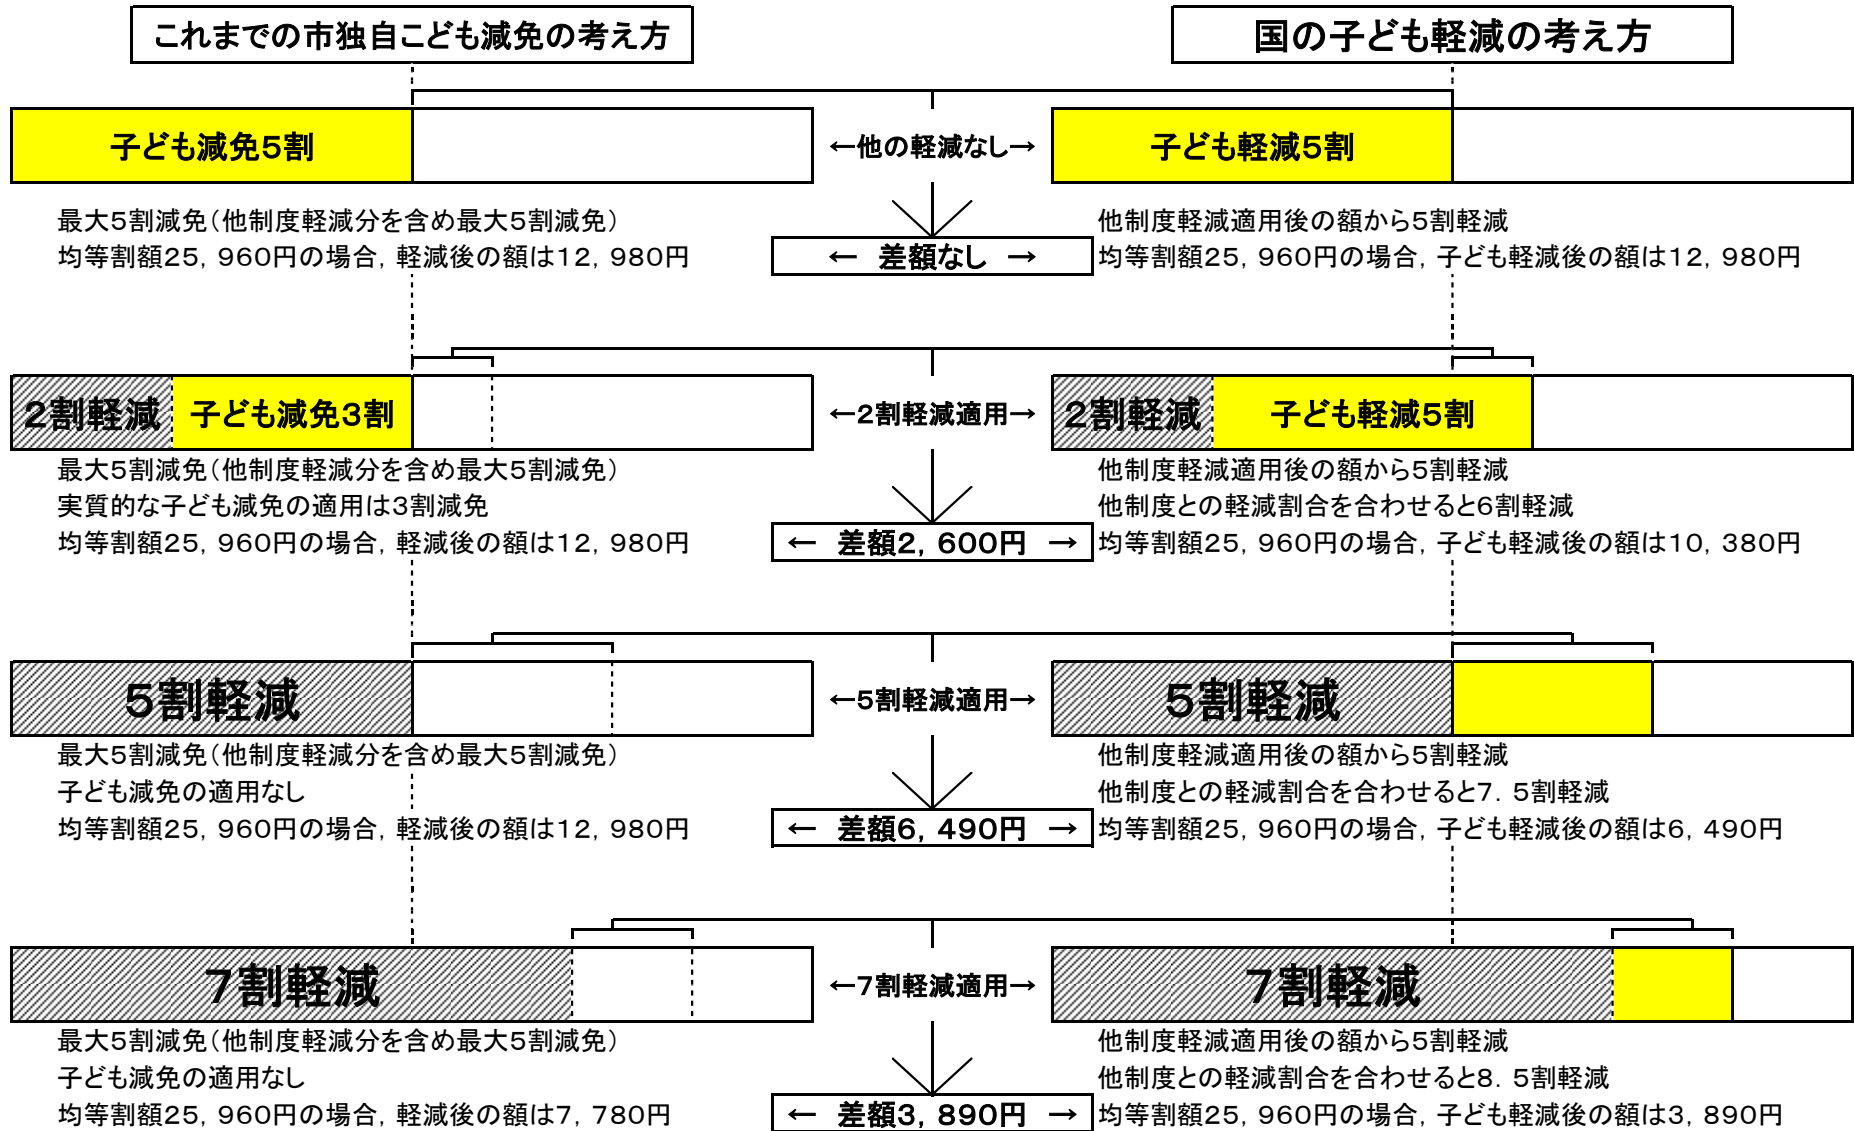 これまでの市独自こども減免の考え方
国の子ども軽減の考え方
子ども減免５割
←他の軽減なし→
子ども軽減５割
最大５割減免（他制度軽減分を含め最大５割減免）
均等割額２５，９６０円の場合，軽減後の額は１２，９８０円
← 差額なし →
他制度軽減適用後の額から５割軽減
均等割額２５，９６０円の場合，子ども軽減後の額は１２，９８０円
２割軽減
子ども減免３割
←２割軽減適用→
２割軽減
子ども軽減５割
最大５割減免（他制度軽減分を含め最大５割減免）
実質的な子ども減免の適用は３割減免
均等割額２５，９６０円の場合，軽減後の額は１２，９８０円
← 差額２，６００円 →
他制度軽減適用後の額から５割軽減
他制度との軽減割合を合わせると６割軽減
均等割額２５，９６０円の場合，子ども軽減後の額は１０，３８０円
５割軽減
←５割軽減適用→
５割軽減
最大５割減免（他制度軽減分を含め最大５割減免）
子ども減免の適用なし
均等割額２５，９６０円の場合，軽減後の額は１２，９８０円
← 差額６，４９０円 →
他制度軽減適用後の額から５割軽減
他制度との軽減割合を合わせると７．５割軽減
均等割額２５，９６０円の場合，子ども軽減後の額は６，４９０円
７割軽減
←７割軽減適用→
７割軽減
最大５割減免（他制度軽減分を含め最大５割減免）
子ども減免の適用なし
均等割額２５，９６０円の場合，軽減後の額は７，７８０円
← 差額３，８９０円 →
他制度軽減適用後の額から５割軽減
他制度との軽減割合を合わせると８．５割軽減
均等割額２５，９６０円の場合，子ども軽減後の額は３，８９０円